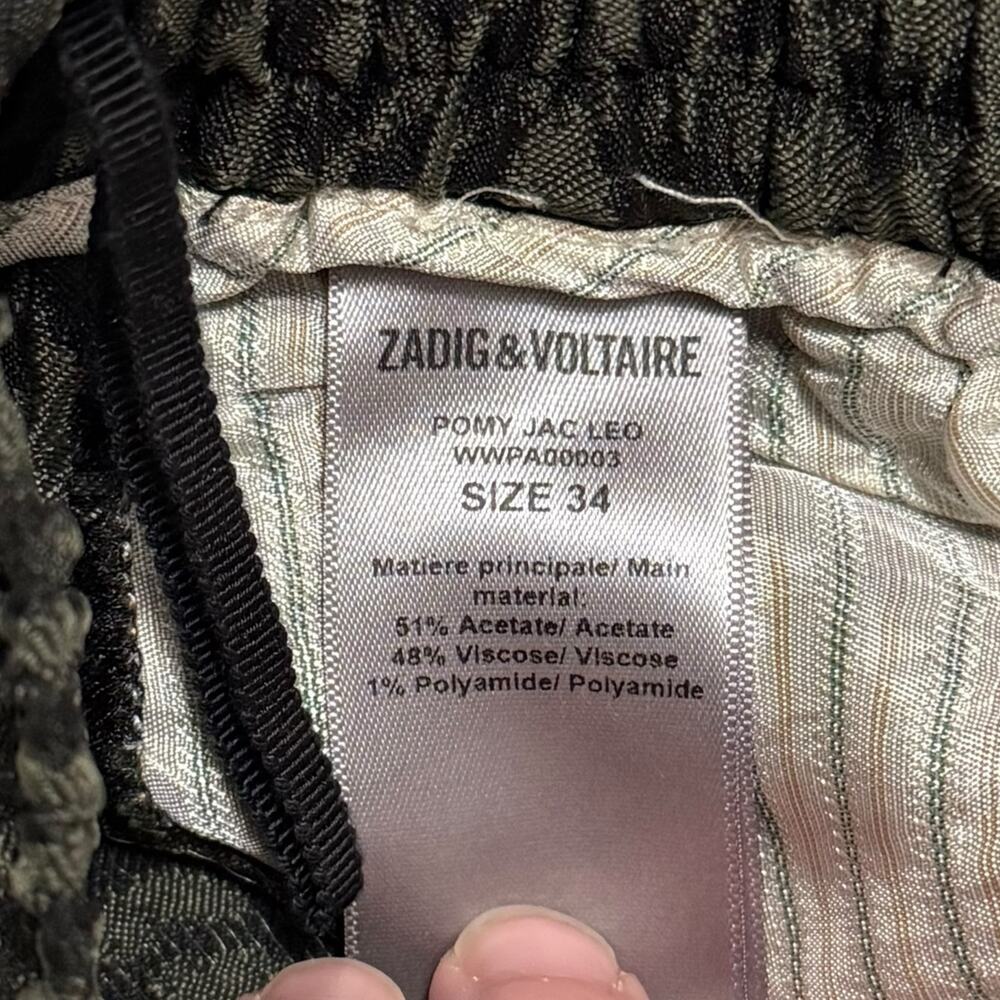 ZADIG&VOLTAIRE
POMY JAC LEO
WWPA00003
SIZE 34
Matière principale/ Main
material:
51% Acetate/ Acetate
48% Viscose/ Viscose
1% Polyamide/ Polyamide